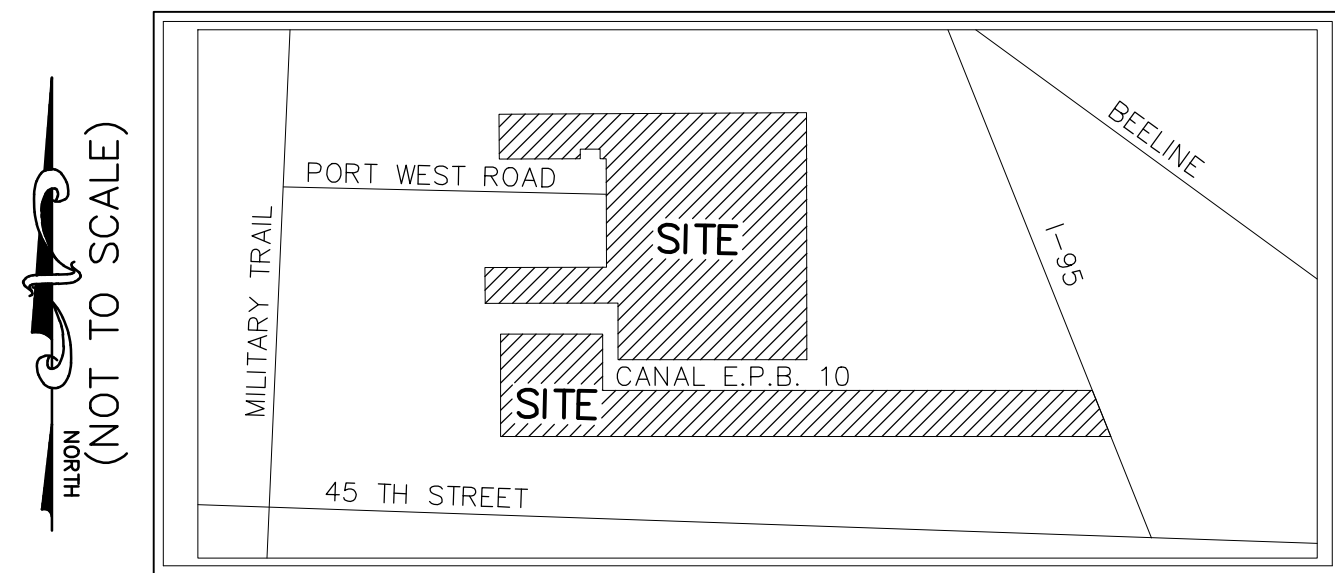 (NOT TO SCALE)
NORTH
BEELINE
PORT WEST ROAD
MILITARY TRAIL
SITE
I-95
CANAL E.P.B. 10
SITE
45 TH STREET